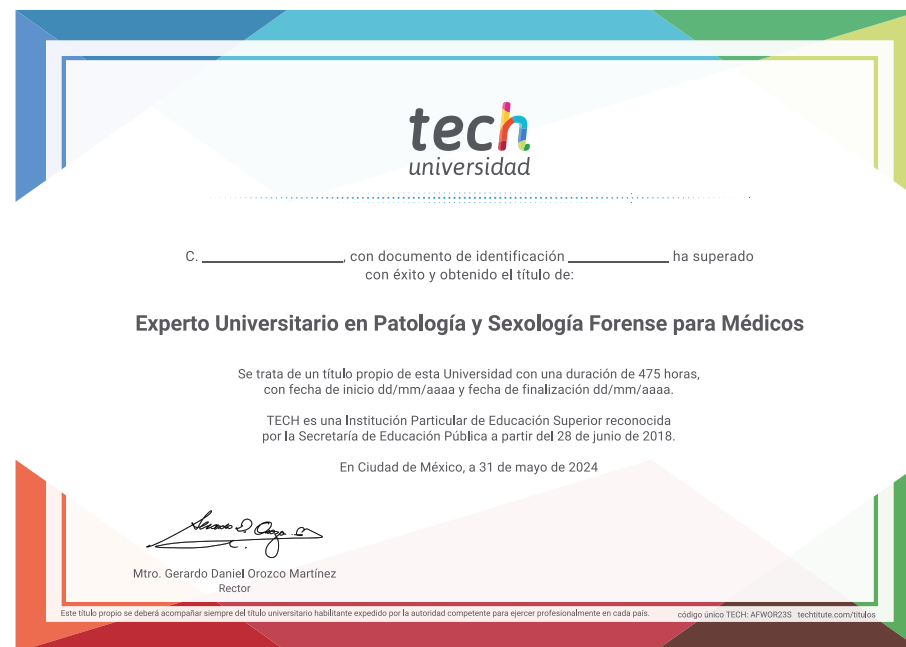 tech
universidad
C. ____________, con documento de identificación ____________ ha superado
con éxito y obtenido el título de:
Experto Universitario en Patología y Sexología Forense para Médicos
Se trata de un título propio de esta Universidad con una duración de 475 horas,
con fecha de inicio dd/mm/aaaa y fecha de finalización dd/mm/aaaa.
TECH es una Institución Particular de Educación Superior reconocida
por la Secretaría de Educación Pública a partir del 28 de junio de 2018.
En Ciudad de México, a 31 de mayo de 2024
Mtro. Gerardo Daniel Orozco Martínez
Rector
Este título propio se deberá acompañar siempre del título universitario habilitante expedido por la autoridad competente para ejercer profesionalmente en cada país. código único TECH: AFWOR23S techtitute.com/titulos